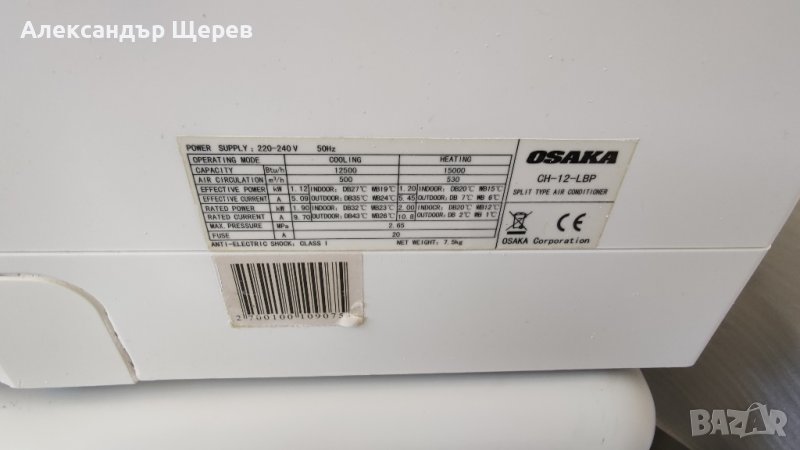 Александър Щерев
POWER SUPPLY : 220-240 V 50Hz
OPERATING MODE COOLING HEATING
CAPACITY Btu/h 12500 15000
AIR CIRCULATION m³/h 500 530
EFFECTIVE POWER kW 1.12 INDOOR: DB27℃ WB19℃ 1.20 INDOOR: DB20℃ WB15℃
EFFECTIVE CURRENT A 5.09 OUTDOOR: DB35℃ WB24℃ 5.45 OUTDOOR: DB 7℃ WB 6℃
RATED POWER kW 1.90 INDOOR: DB32℃ WB23℃ 2.00 INDOOR: DB20℃ WB12℃
RATED CURRENT A 9.70 OUTDOOR: DB43℃ WB26℃ 10.8 OUTDOOR: DB 2℃ WB 1℃
MAX. PRESSURE MPa 2.65
FUSE A 20
ANTI-ELECTRIC SHOCK: CLASS I NET WEIGHT: 7.5kg
OSAKA
CH-12-LBP
SPLIT TYPE AIR CONDITIONER
CE
OSAKA Corporation
2 700100 109075
BAZAR